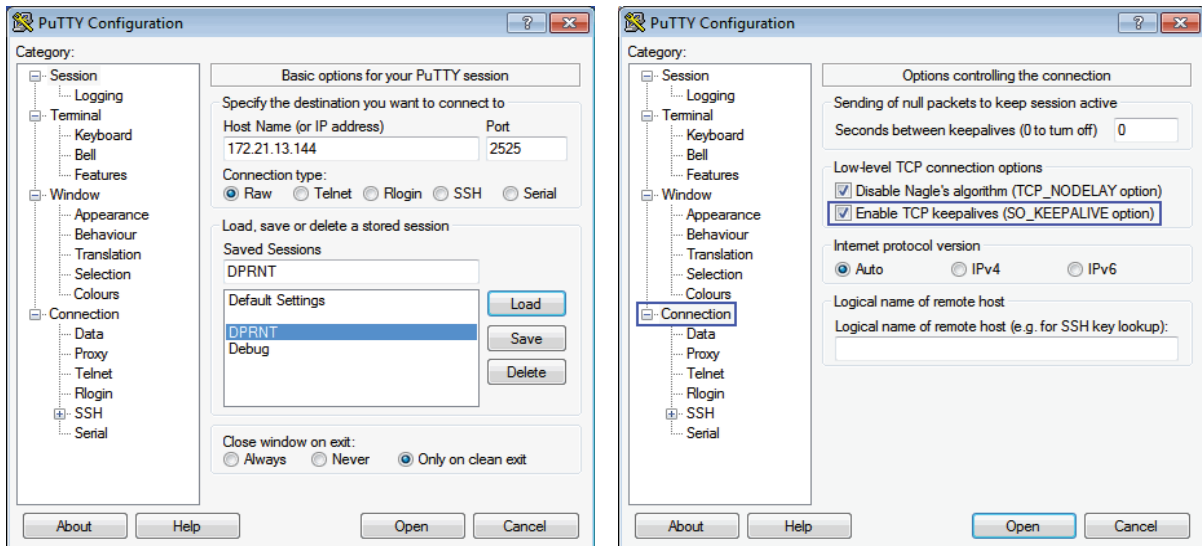 PuTTY Configuration
Category:
Session
Logging
Terminal
Keyboard
Bell
Features
Window
Appearance
Behaviour
Translation
Selection
Colours
Connection
Data
Proxy
Telnet
Rlogin
SSH
Serial
Basic options for your PuTTY session
Specify the destination you want to connect to
Host Name (or IP address) Port
172.21.13.144 2525
Connection type:
Raw Telnet Rlogin SSH Serial
Load, save or delete a stored session
Saved Sessions
DPRNT
Default Settings
DPRNT
Debug
Load
Save
Delete
Close window on exit:
Always Never Only on clean exit
About Help Open Cancel
PuTTY Configuration
Category:
Session
Logging
Terminal
Keyboard
Bell
Features
Window
Appearance
Behaviour
Translation
Selection
Colours
Connection
Data
Proxy
Telnet
Rlogin
SSH
Serial
Options controlling the connection
Sending of null packets to keep session active
Seconds between keepalives (0 to turn off) 0
Low-level TCP connection options
Disable Nagle's algorithm (TCP_NODELAY option)
Enable TCP keepalives (SO_KEEPALIVE option)
Internet protocol version
Auto IPv4 IPv6
Logical name of remote host
Logical name of remote host (e.g. for SSH key lookup):
About Help Open Cancel